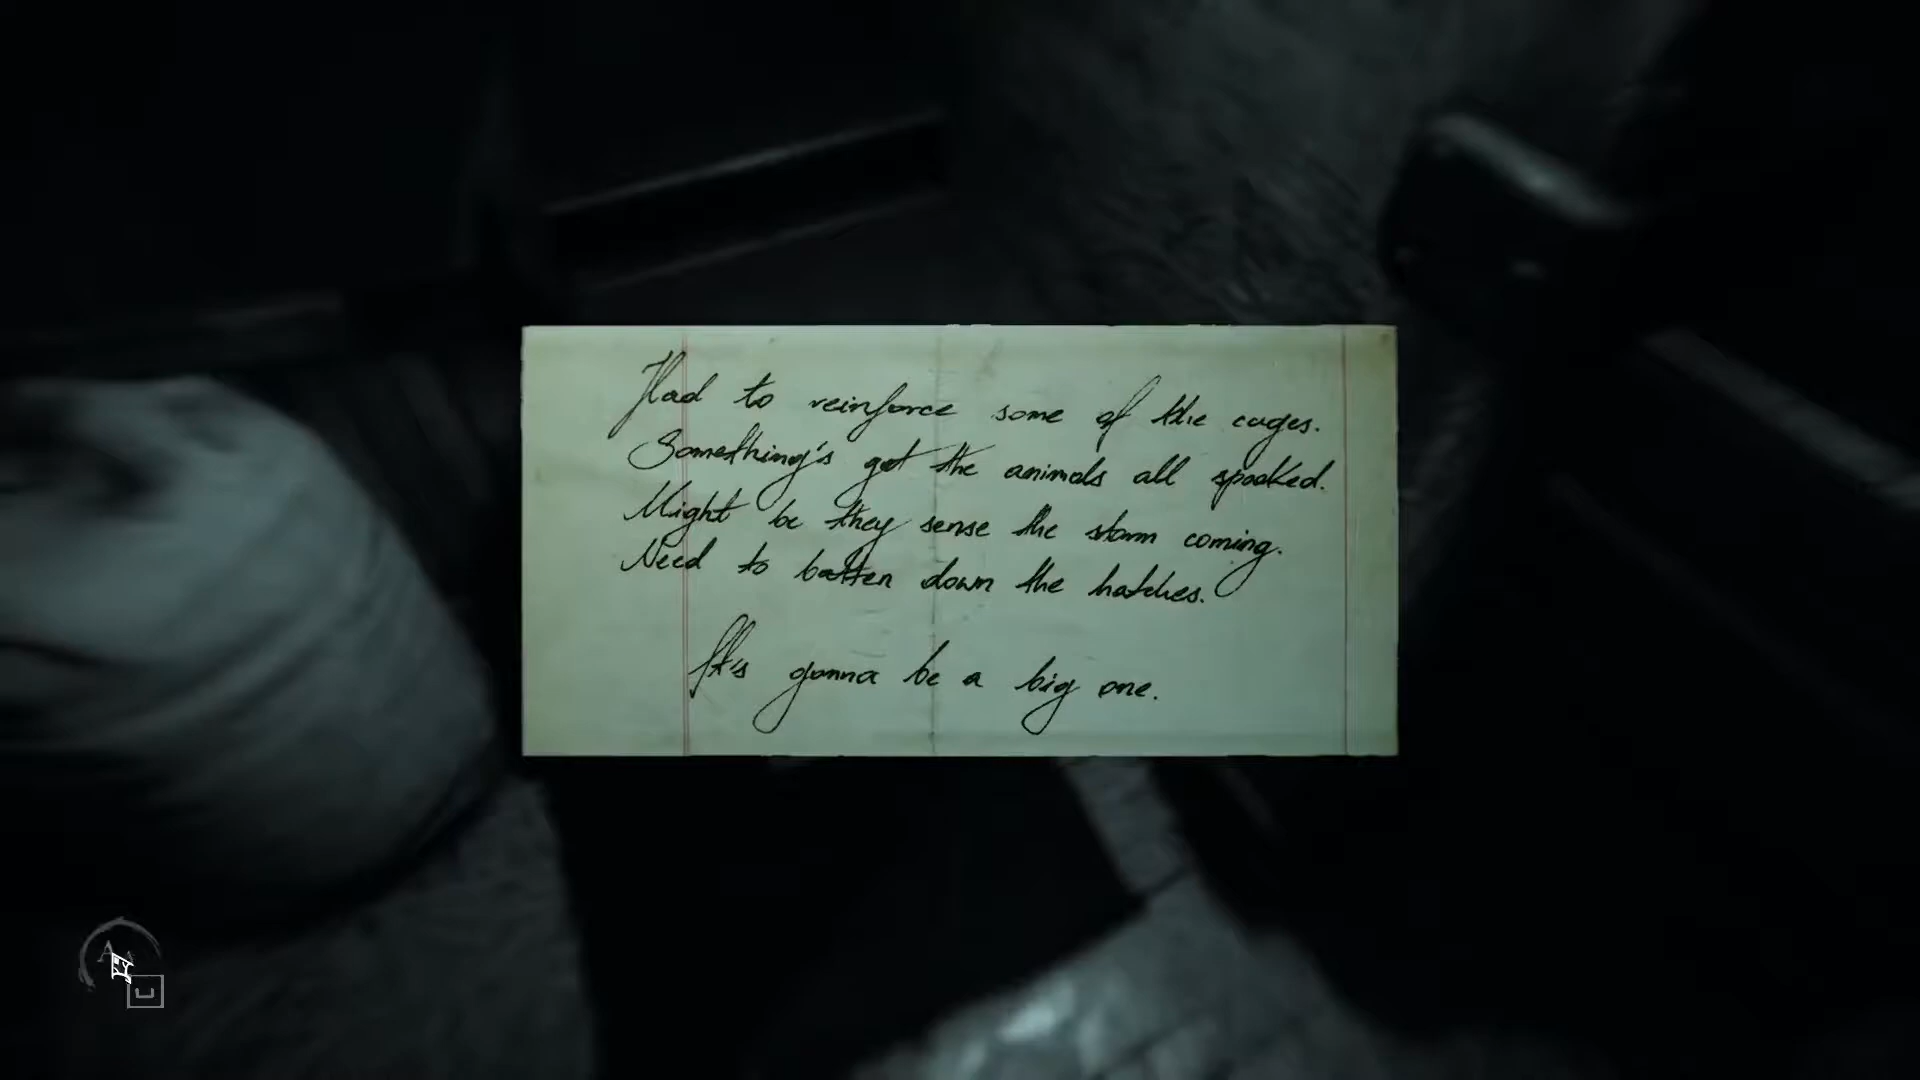 Had to reinforce some of the cages.
Something's got the animals all spooked.
Might be they sense the storm coming.
Need to batten down the hatches.
It's gonna be a big one.